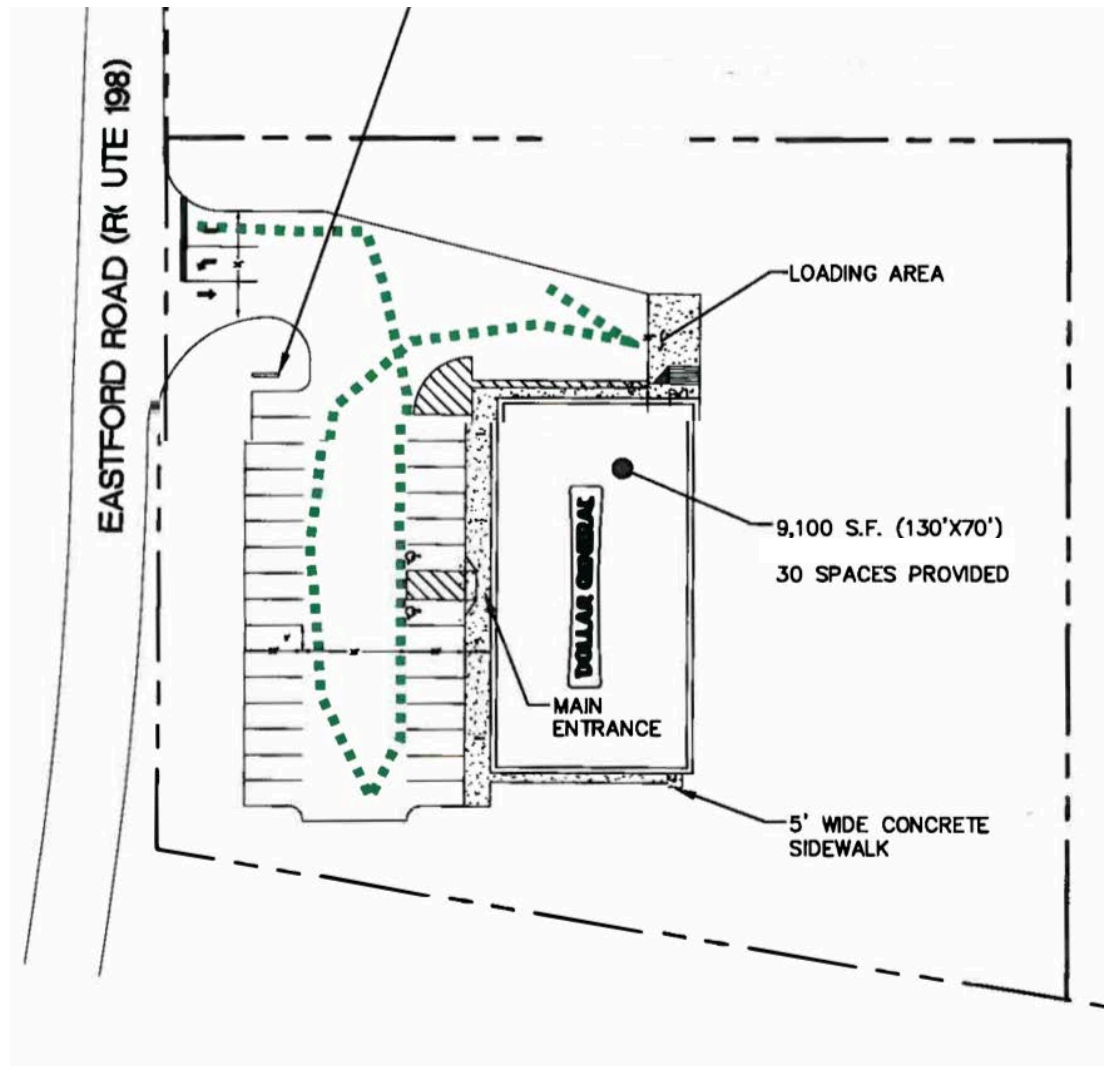 EASTFORD ROAD (R( UTE 198)
LOADING AREA
9,100 S.F. (130'X70')
30 SPACES PROVIDED
DOLLAR GENERAL
MAIN
ENTRANCE
5' WIDE CONCRETE
SIDEWALK